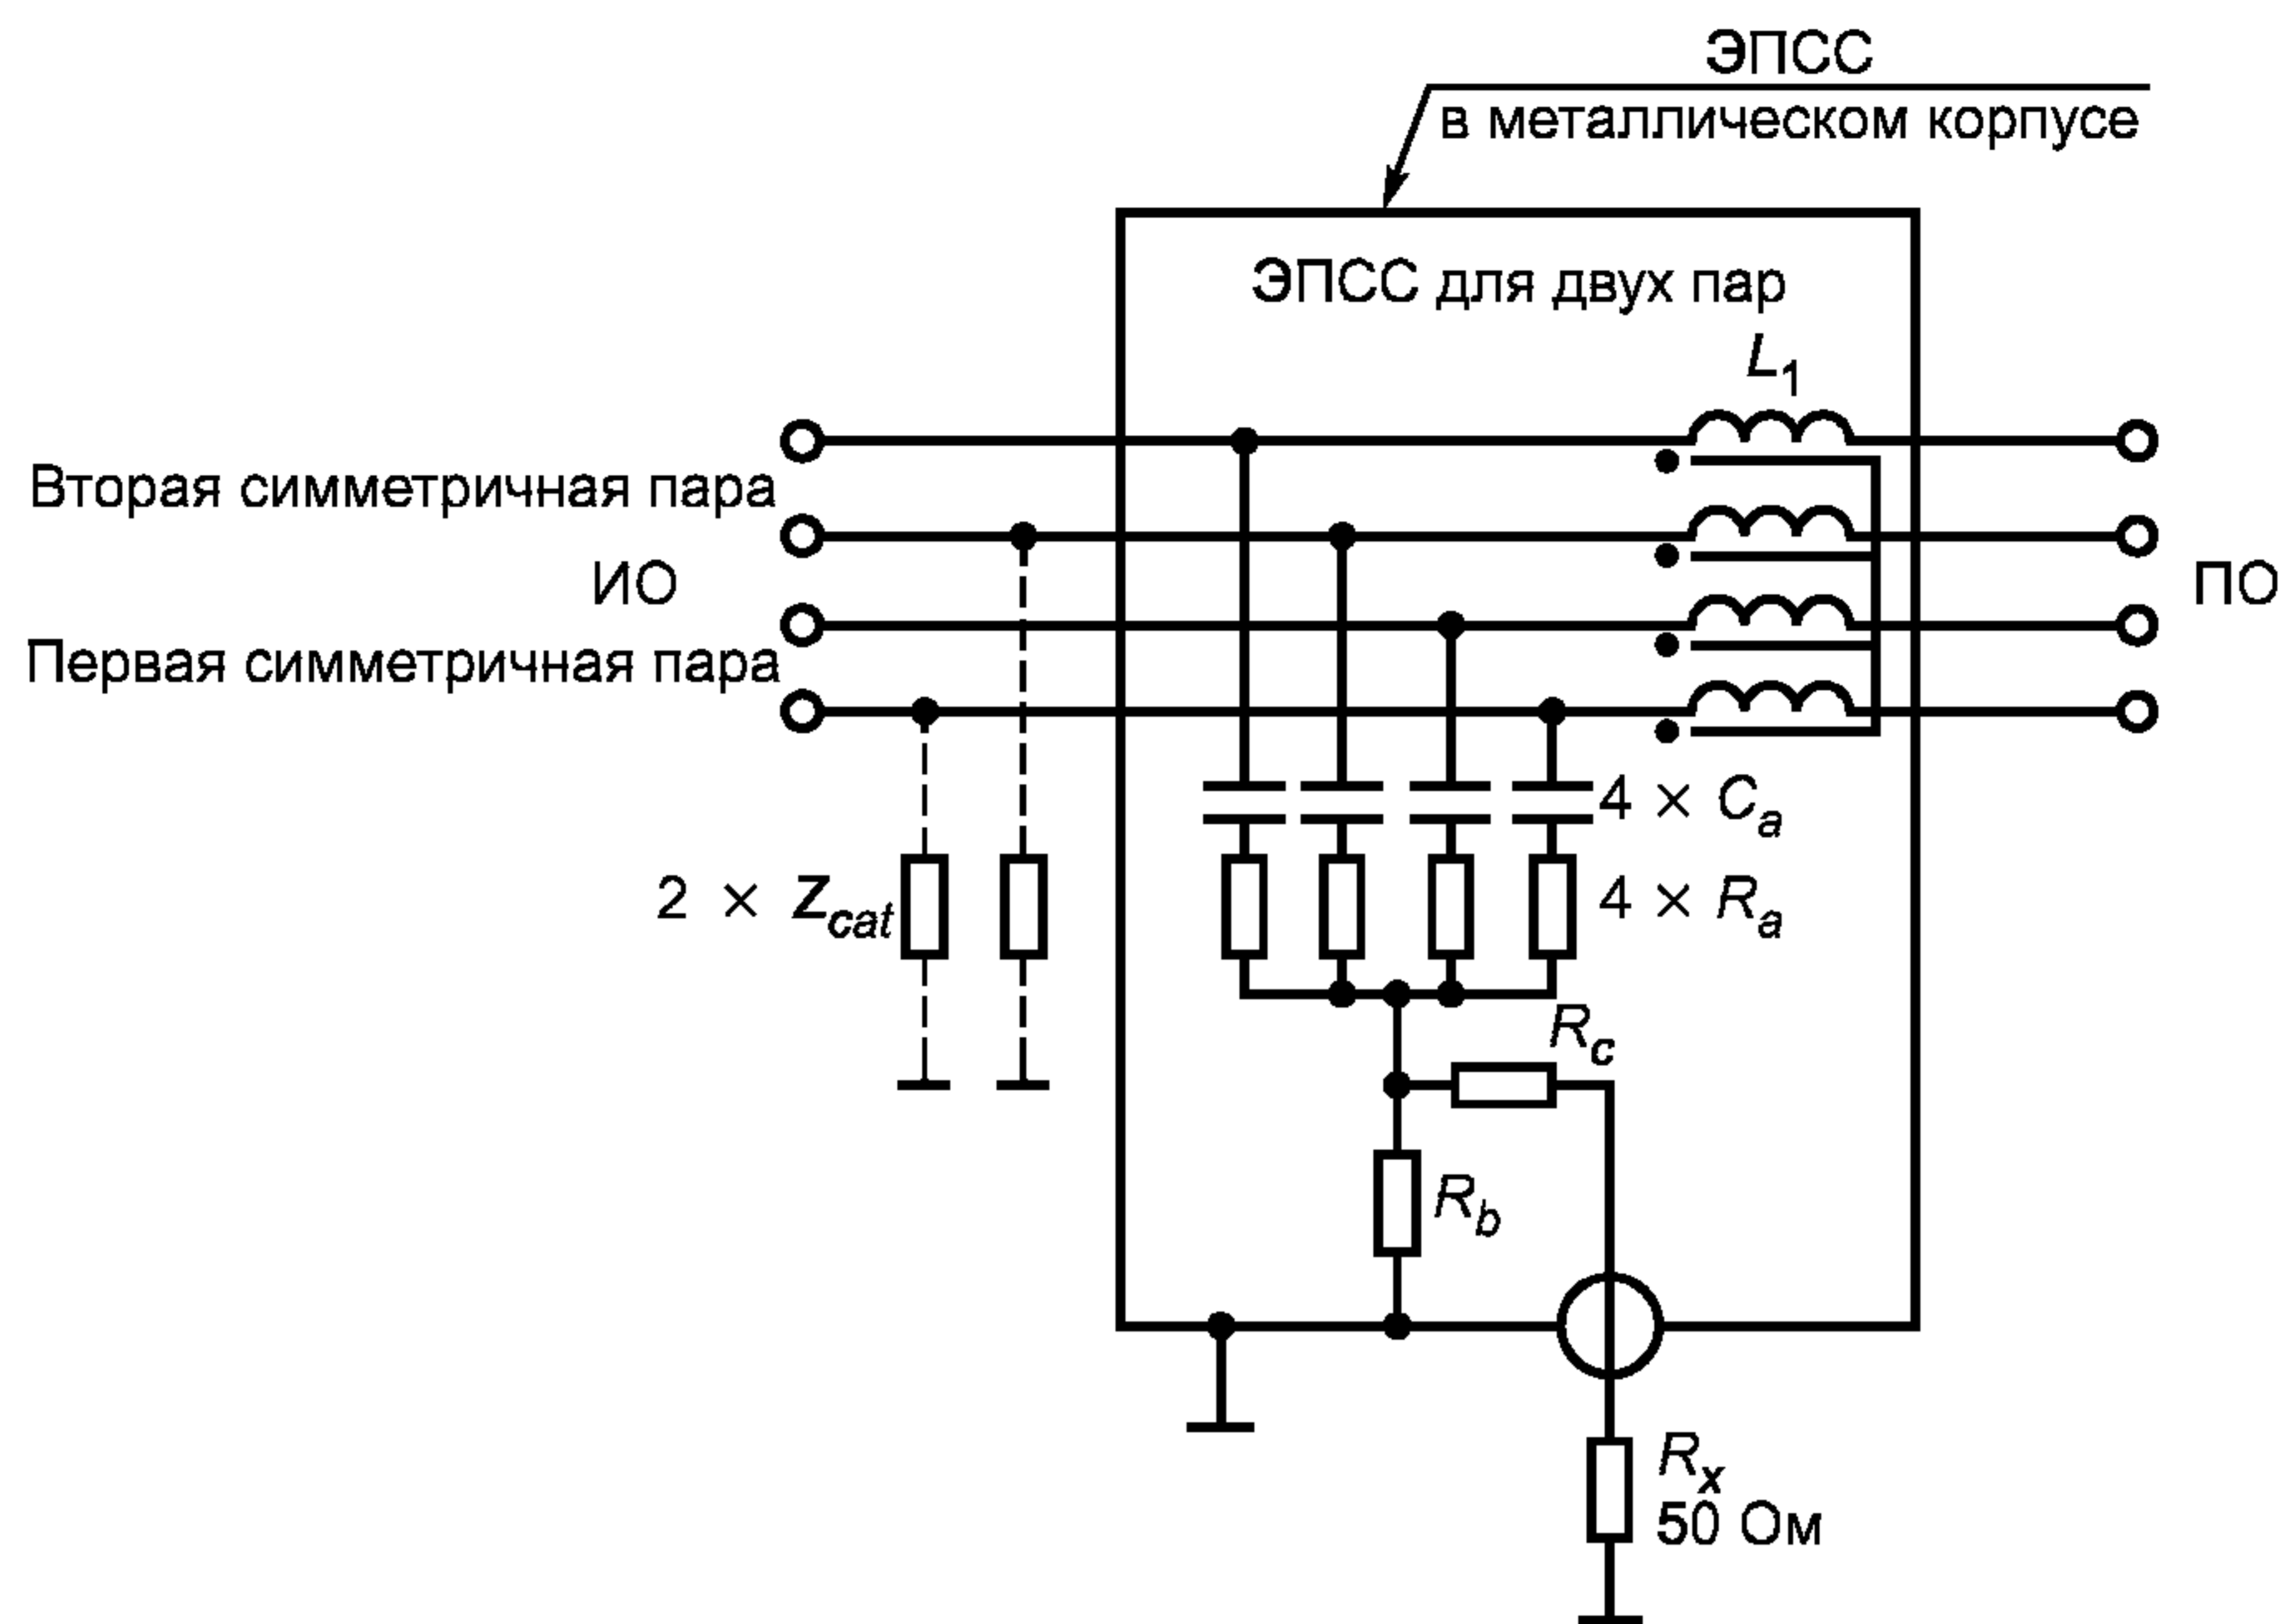 ЭПСС
в металлическом корпусе
ЭПСС для двух пар
L1
Вторая симметричная пара
ИО
ПО
Первая симметричная пара
4 × Ca
2 × Zcat
4 × Ra
Rc
Rb
Rx
50 Ом